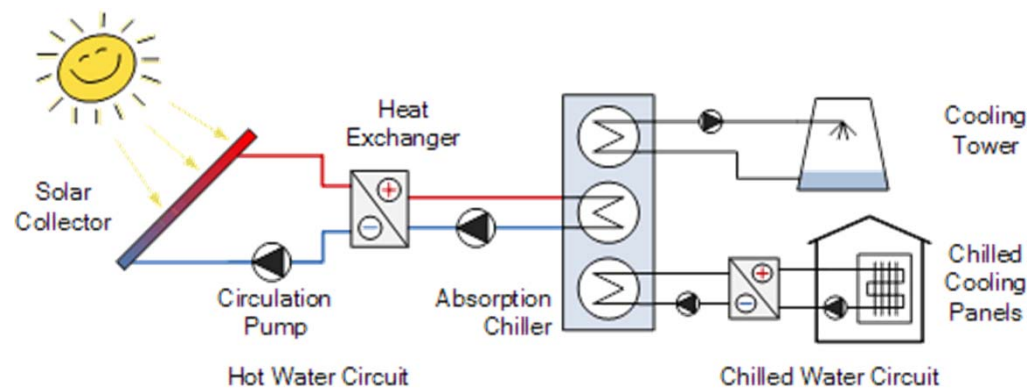 Heat
Exchanger
Cooling
Tower
Solar
Collector
Circulation
Pump
Absorption
Chiller
Chilled
Cooling
Panels
Hot Water Circuit
Chilled Water Circuit